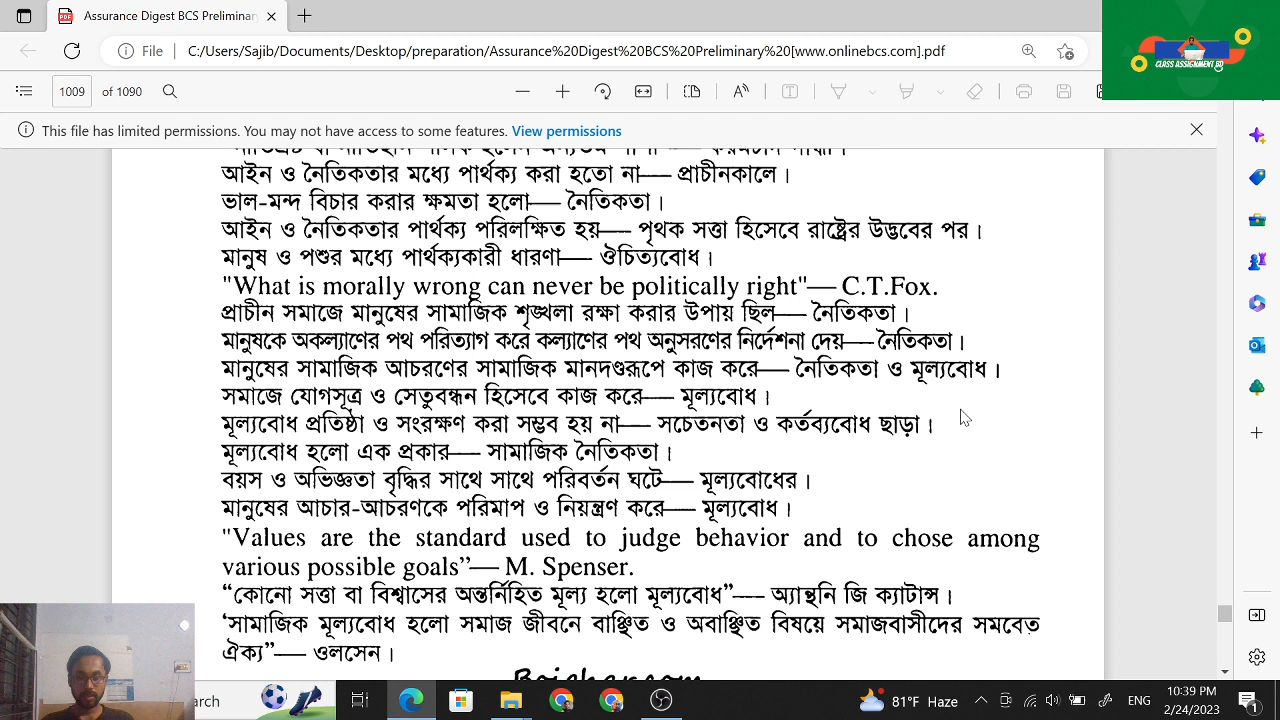 Assurance Digest BCS Preliminar
File C:/Users/Sajib/Documents/Desktop/preparation/Assurance%20Digest%20BCS%20Preliminary%20[www.onlinebcs.com].pdf
CLASS ASSIGNMENT BD
1009 of 1090
This file has limited permissions. You may not have access to some features. View permissions
আইন ও নৈতিকতার মধ্যে পার্থক্য করা হতো না— প্রাচীনকালে।
ভাল-মন্দ বিচার করার ক্ষমতা হলো— নৈতিকতা।
আইন ও নৈতিকতার পার্থক্য পরিলক্ষিত হয়— পৃথক সত্তা হিসেবে রাষ্ট্রের উদ্ভবের পর।
মানুষ ও পশুর মধ্যে পার্থক্যকারী ধারণা— ঔচিত্যবোধ।
"What is morally wrong can never be politically right"— C.T.Fox.
প্রাচীন সমাজে মানুষের সামাজিক শৃঙ্খলা রক্ষা করার উপায় ছিল— নৈতিকতা।
মানুষকে অকল্যাণের পথ পরিত্যাগ করে কল্যাণের পথ অনুসরণের নির্দেশনা দেয়— নৈতিকতা।
মানুষের সামাজিক আচরণের সামাজিক মানদণ্ডরূপে কাজ করে— নৈতিকতা ও মূল্যবোধ।
সমাজে যোগসূত্র ও সেতুবন্ধন হিসেবে কাজ করে— মূল্যবোধ।
মূল্যবোধ প্রতিষ্ঠা ও সংরক্ষণ করা সম্ভব হয় না— সচেতনতা ও কর্তব্যবোধ ছাড়া।
মূল্যবোধ হলো এক প্রকার— সামাজিক নৈতিকতা।
বয়স ও অভিজ্ঞতা বৃদ্ধির সাথে সাথে পরিবর্তন ঘটে— মূল্যবোধের।
মানুষের আচার-আচরণকে পরিমাপ ও নিয়ন্ত্রণ করে— মূল্যবোধ।
"Values are the standard used to judge behavior and to chose among
various possible goals”— M. Spenser.
“কোনো সত্তা বা বিশ্বাসের অন্তর্নিহিত মূল্য হলো মূল্যবোধ”— অ্যান্থনি জি ক্যাটান্স।
‘সামাজিক মূল্যবোধ হলো সমাজ জীবনে বাঞ্ছিত ও অবাঞ্ছিত বিষয়ে সমাজবাসীদের সমবেত
ঐক্য”— ওলসেন।
arch
81°F Haze
ENG
10:39 PM
2/24/2023
1